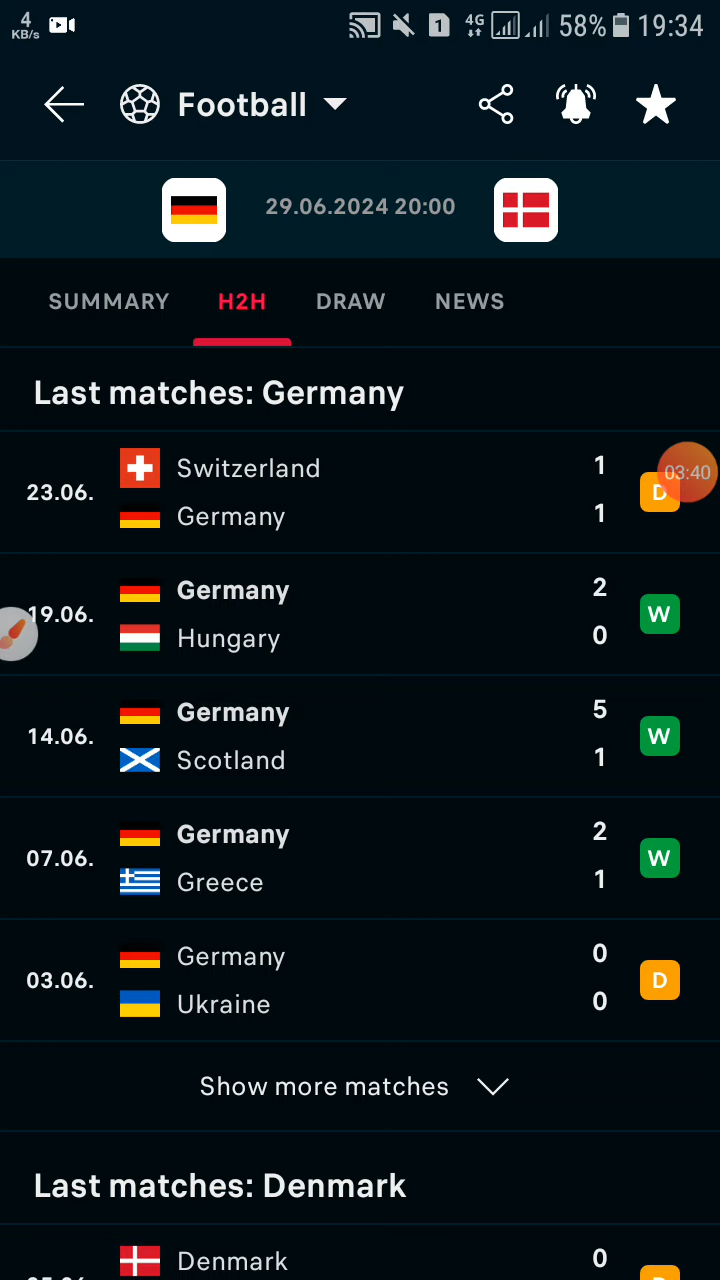 4
KB/s
1
4G
58%
19:34
Football
29.06.2024 20:00
SUMMARY H2H DRAW NEWS
Last matches: Germany
03:40
23.06.
Switzerland 1
Germany 1
D
19.06.
Germany 2
Hungary 0
W
14.06.
Germany 5
Scotland 1
W
07.06.
Germany 2
Greece 1
W
03.06.
Germany 0
Ukraine 0
D
Show more matches
Last matches: Denmark
Denmark 0